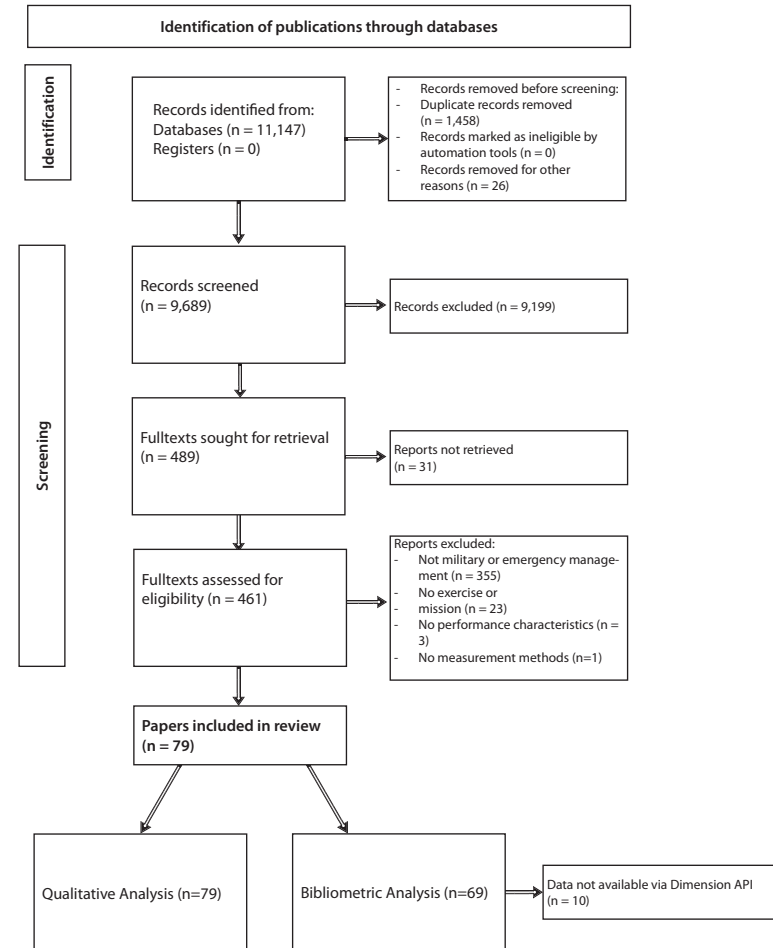 Identification of publications through databases
Identification
Records identified from:
Databases (n = 11,147)
Registers (n = 0)
- Records removed before screening:
- Duplicate records removed
(n = 1,458)
- Records marked as ineligible by
automation tools (n = 0)
- Records removed for other
reasons (n = 26)
Screening
Records screened
(n = 9,689)
Records excluded (n = 9,199)
Fulltexts sought for retrieval
(n = 489)
Reports not retrieved
(n = 31)
Fulltexts assessed for
eligibility (n = 461)
Reports excluded:
- Not military or emergency manage-
ment (n = 355)
- No exercise or
- mission (n = 23)
- No performance characteristics (n =
3)
- No measurement methods (n=1)
Papers included in review
(n = 79)
Qualitative Analysis (n=79)
Bibliometric Analysis (n=69)
Data not available via Dimension API
(n = 10)